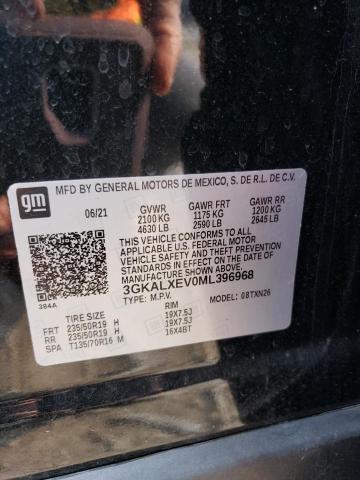 gm
MFD BY GENERAL MOTORS DE MEXICO, S. DE R.L. DE C.V.
06/21 GVWR GAWR FRT GAWR RR
2100 KG 1175 KG 1200 KG
4630 LB 2590 LB 2645 LB
THIS VEHICLE CONFORMS TO ALL
APPLICABLE U.S. FEDERAL MOTOR
VEHICLE SAFETY AND THEFT PREVENTION
STANDARDS IN EFFECT ON THE DATE
OF MANUFACTURE SHOWN ABOVE.
3GKALXEV0ML396968
384A TYPE: M.P.V. MODEL: 08TXN26
TIRE SIZE RIM
FRT 235/50R19 H 19X7.5J
RR 235/50R19 H 19X7.5J
SPA T135/70R16 M 16X4BT